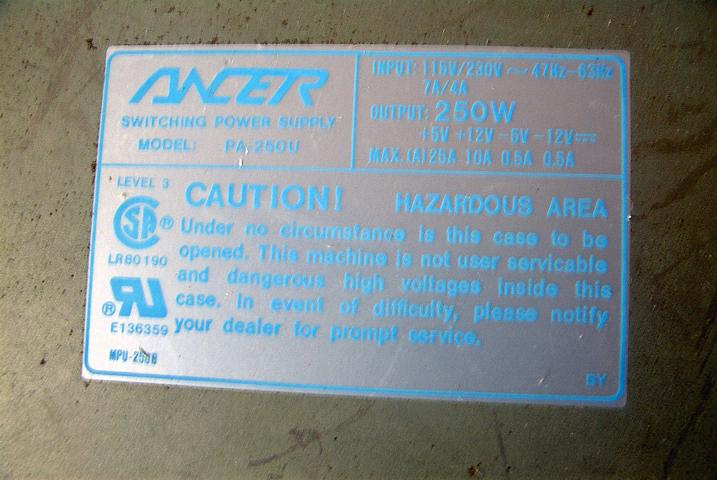 ANCER
SWITCHING POWER SUPPLY
MODEL: PA-250U
INPUT: 115V/230V ~ 47Hz-63Hz
7A/4A
OUTPUT: 250W
+5V +12V -5V -12V⎓
MAX.(A) 25A 10A 0.5A 0.5A
LEVEL 3
SA®
LR80190
®RU
E136359
CAUTION! HAZARDOUS AREA
Under no circumstance is this case to be
opened. This machine is not user servicable
and dangerous high voltages inside this
case. In event of difficulty, please notify
your dealer for prompt service.